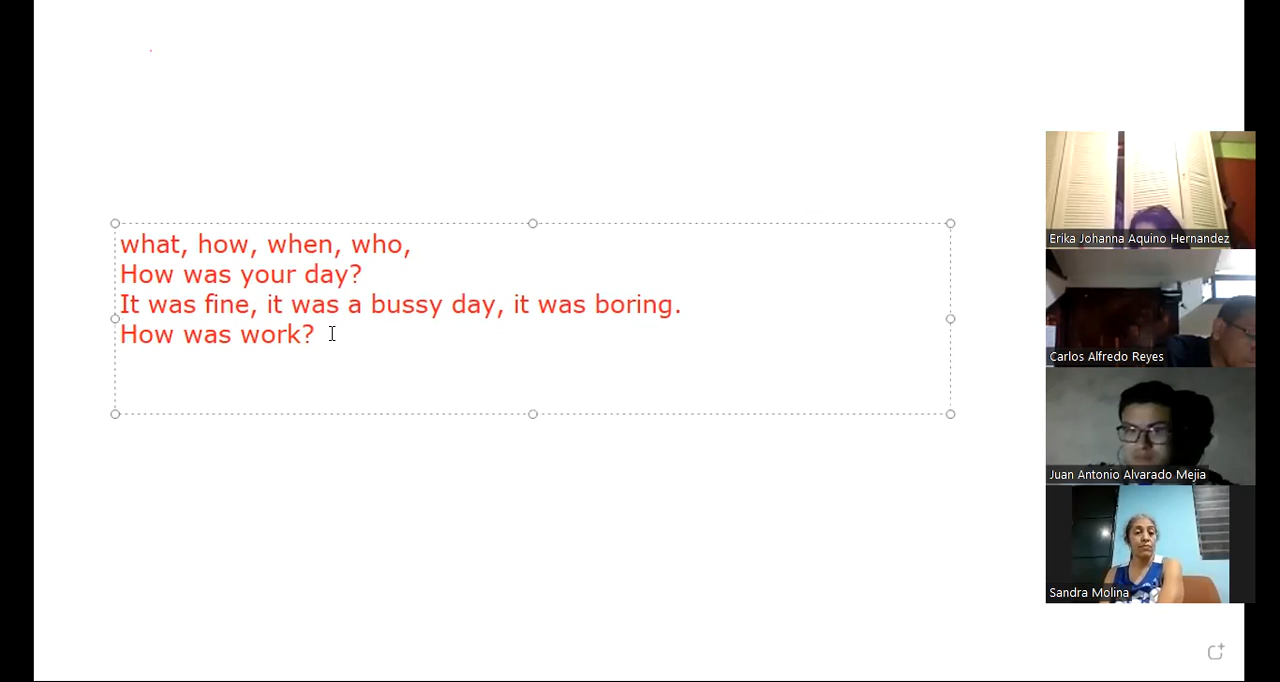 what, how, when, who,
How was your day?
It was fine, it was a bussy day, it was boring.
How was work?
Erika Johanna Aquino Hernandez
Carlos Alfredo Reyes
Juan Antonio Alvarado Mejia
Sandra Molina